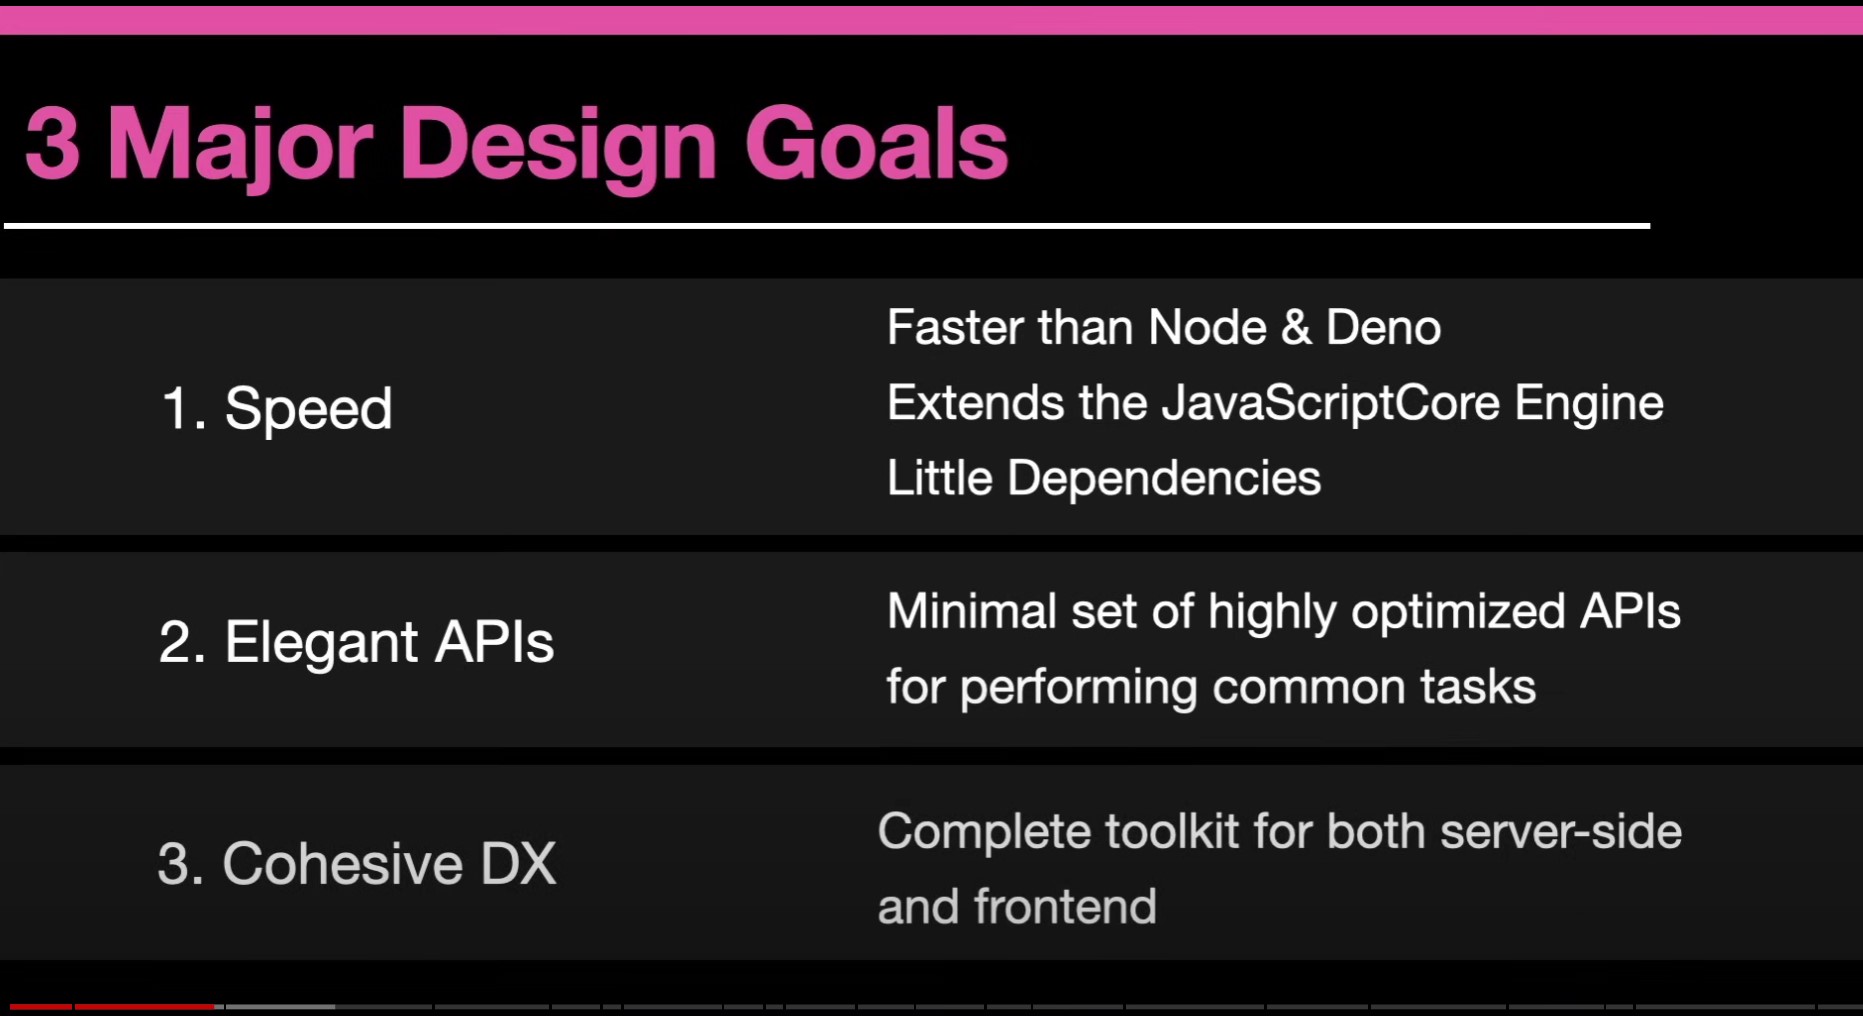 3 Major Design Goals
1. Speed
Faster than Node & Deno
Extends the JavaScriptCore Engine
Little Dependencies
2. Elegant APIs
Minimal set of highly optimized APIs
for performing common tasks
3. Cohesive DX
Complete toolkit for both server-side
and frontend